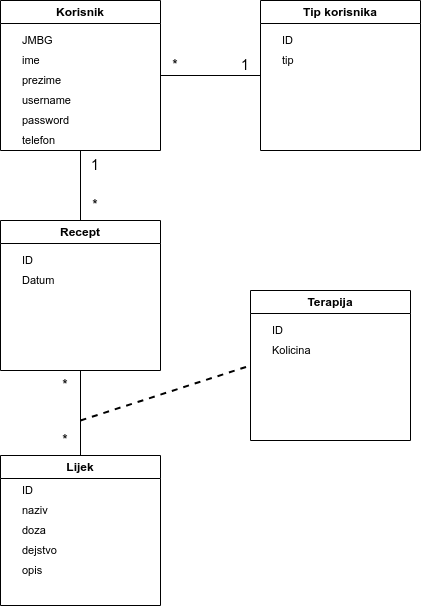 Korisnik
JMBG
ime
prezime
username
password
telefon
Tip korisnika
ID
tip
* 1
1
*
Recept
ID
Datum
Terapija
ID
Kolicina
*
*
Lijek
ID
naziv
doza
dejstvo
opis